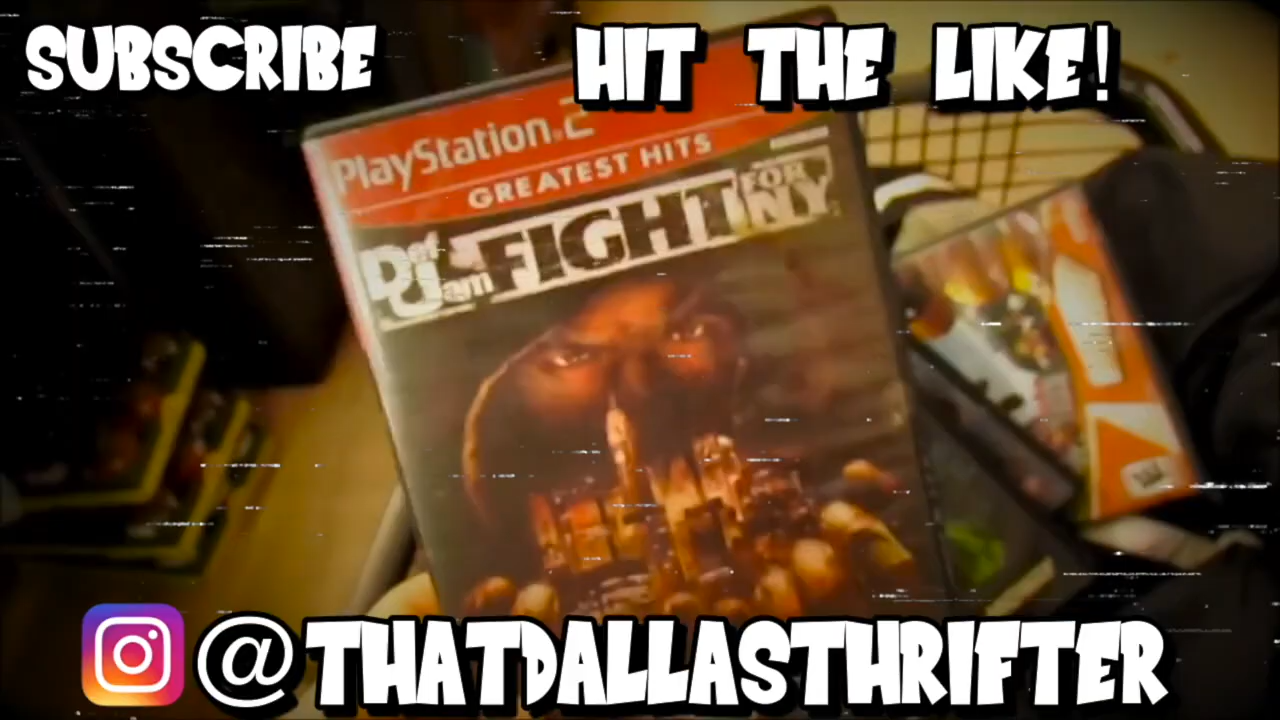 SUBSCRIBE
HIT THE LIKE!
PlayStation.2
GREATEST HITS
Def Jam FIGHT FOR NY
@THATDALLASTHRIFTER